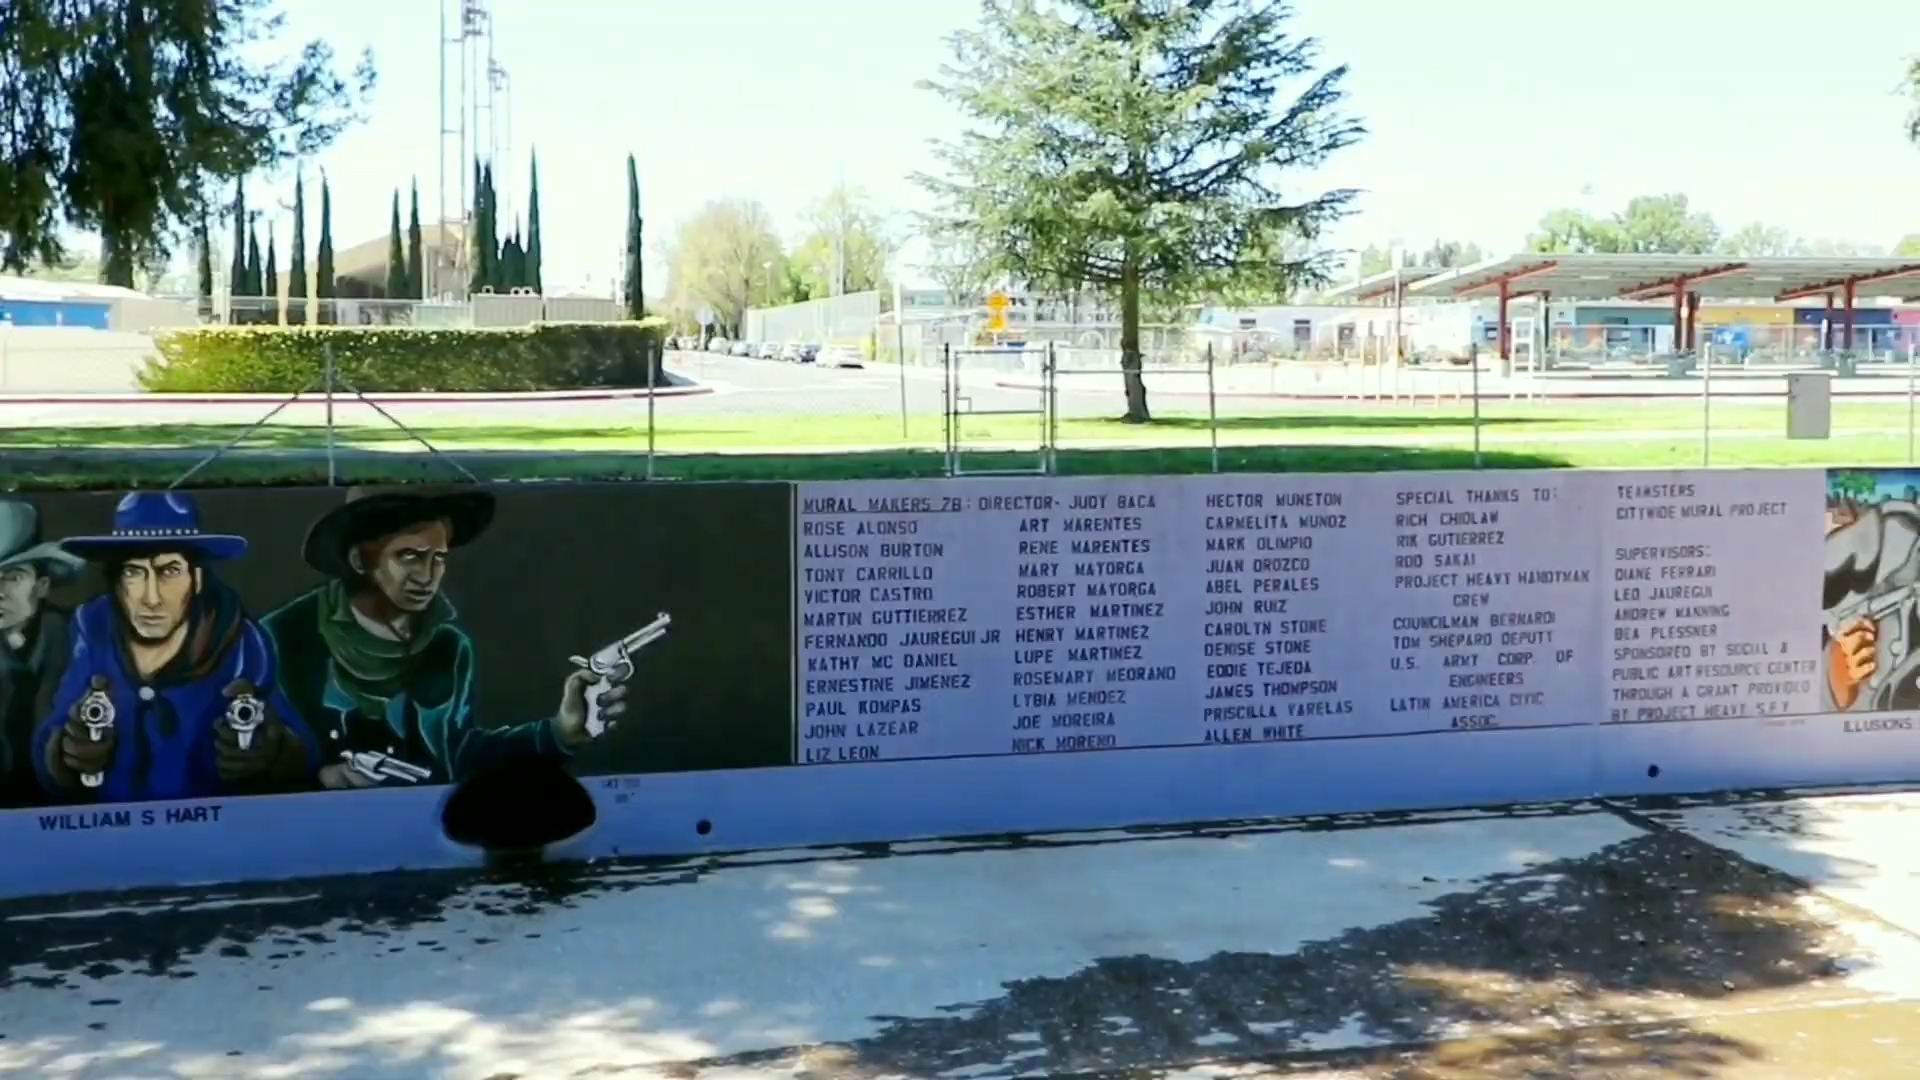 MURAL MAKERS 78: DIRECTOR- JUDY BACA
ROSE ALONSO
ALLISON BURTON
TONY CARRILLO
VICTOR CASTRO
MARTIN GUTTIERREZ
FERNANDO JAUREGUI JR
KATHY MC DANIEL
ERNESTINE JIMENEZ
PAUL KOMPAS
JOHN LAZEAR
LIZ LEON
ART MARENTES
RENE MARENTES
MARY MAYORGA
ROBERT MAYORGA
ESTHER MARTINEZ
HENRY MARTINEZ
LUPE MARTINEZ
ROSEMARY MEDRANO
LYBIA MENDEZ
JOE MOREIRA
NICK MORENO
HECTOR MUNETON
CARMELITA MUNOZ
MARK OLIMPIO
JUAN OROZCO
ABEL PERALES
JOHN RUIZ
CAROLYN STONE
DENISE STONE
EDDIE TEJEDA
JAMES THOMPSON
PRISCILLA VARELAS
ALLEN WHITE
SPECIAL THANKS TO:
RICH CHIOLAW
RIK GUTIERREZ
ROD SAKAI
PROJECT HEAVY HANDYMAN
CREW
COUNCILMAN BERNARDI
TOM SHEPARD DEPUTY
U.S. ARMY CORP. OF
ENGINEERS
LATIN AMERICA CIVIC
ASSOC.
TEAMSTERS
CITYWIDE MURAL PROJECT
SUPERVISORS:
DIANE FERRARI
LEO JAUREGUI
ANDREW MANNING
BEA PLESSNER
SPONSORED BY SOCIAL &
PUBLIC ART RESOURCE CENTER
THROUGH A GRANT PROVIDED
BY PROJECT HEAVY S.F.V.
WILLIAM S HART
ILLUSIONS